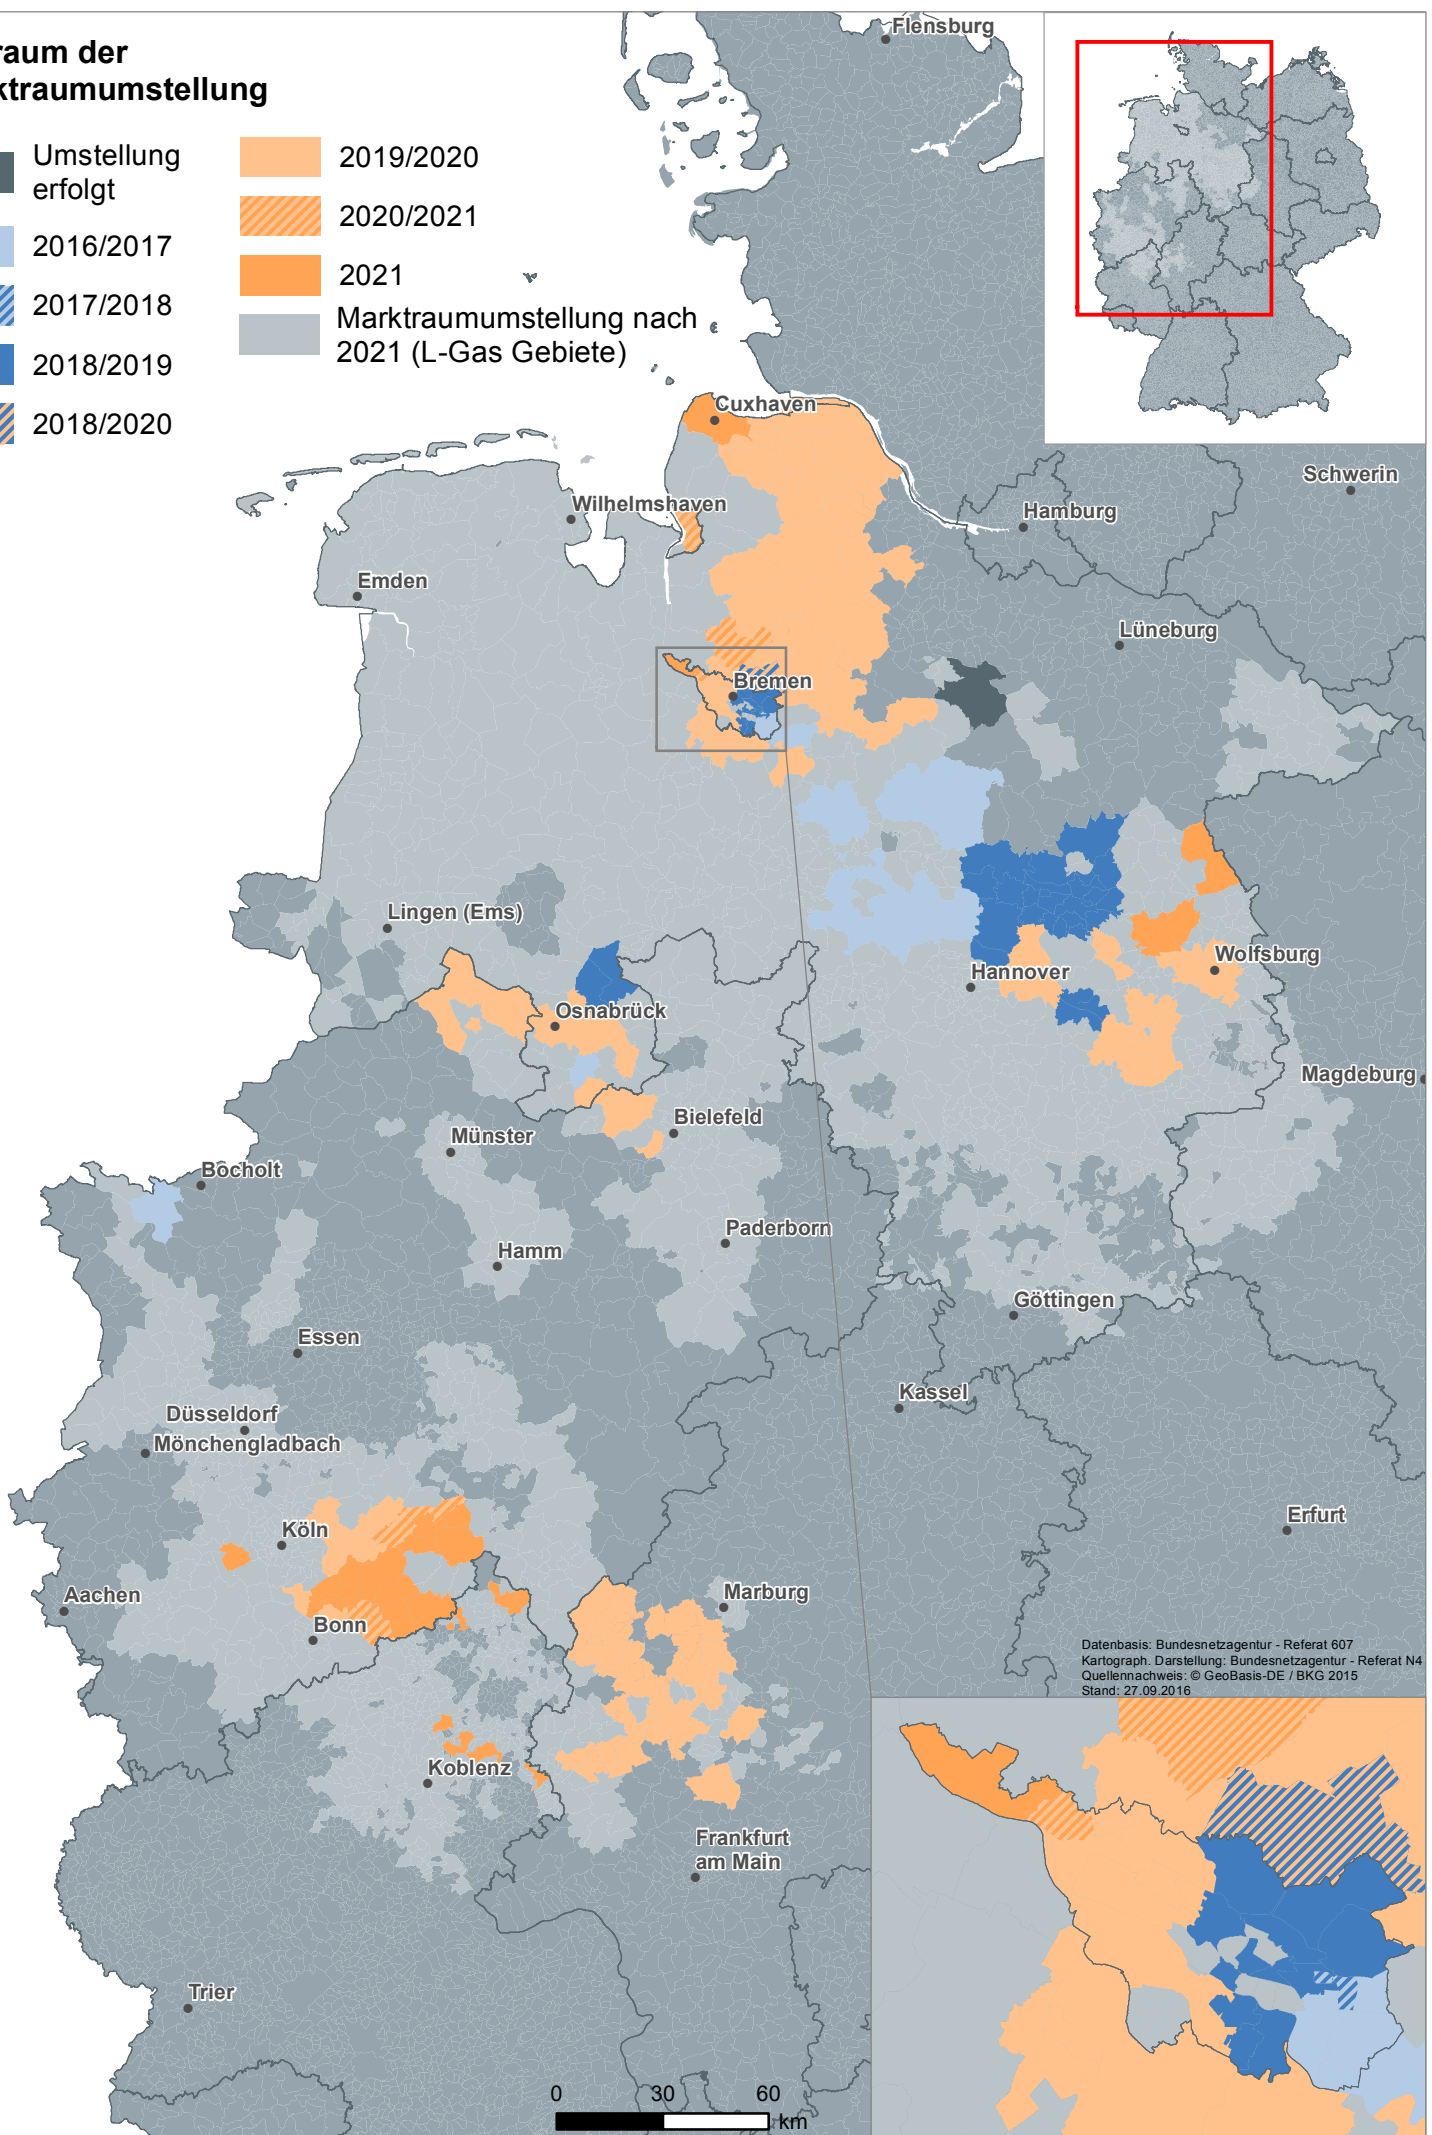 raum der
ktraumumstellung
Umstellung
erfolgt
2016/2017
2017/2018
2018/2019
2018/2020
2019/2020
2020/2021
2021
Marktraumumstellung nach
2021 (L-Gas Gebiete)
Flensburg
Cuxhaven
Schwerin
Wilhelmshaven
Hamburg
Emden
Lüneburg
Bremen
Lingen (Ems)
Wolfsburg
Hannover
Osnabrück
Magdeburg
Bielefeld
Münster
Bocholt
Paderborn
Hamm
Göttingen
Essen
Kassel
Düsseldorf
Mönchengladbach
Erfurt
Köln
Aachen
Marburg
Bonn
Datenbasis: Bundesnetzagentur - Referat 607
Kartograph. Darstellung: Bundesnetzagentur - Referat N4
Quellennachweis: © GeoBasis-DE / BKG 2015
Stand: 27.09.2016
Koblenz
Frankfurt
am Main
Trier
0 30 60
km